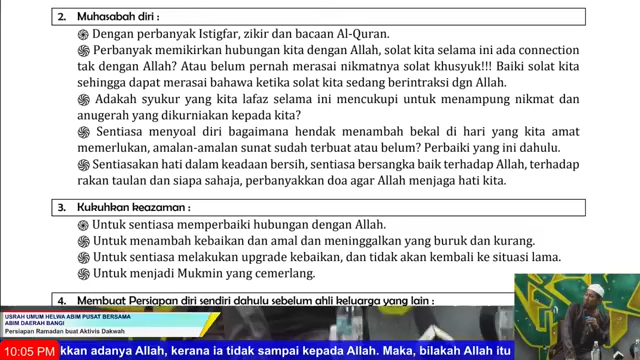 2. Muhasabah diri :
Dengan perbanyak Istigfar, zikir dan bacaan Al-Quran.
Perbanyak memikirkan hubungan kita dengan Allah, solat kita selama ini ada connection
tak dengan Allah? Atau belum pernah merasai nikmatnya solat khusyuk!!! Baiki solat kita
sehingga dapat merasai bahawa ketika solat kita sedang berintraksi dgn Allah.
Adakah syukur yang kita lafaz selama ini mencukupi untuk menampung nikmat dan
anugerah yang dikurniakan kepada kita?
Sentiasa menyoal diri bagaimana hendak menambah bekal di hari yang kita amat
memerlukan, amalan-amalan sunat sudah terbuat atau belum? Perbaiki yang ini dahulu.
Sentiasakan hati dalam keadaan bersih, sentiasa bersangka baik terhadap Allah, terhadap
rakan taulan dan siapa sahaja, perbanyakkan doa agar Allah menjaga hati kita.
3. Kukuhkan keazaman :
Untuk sentiasa memperbaiki hubungan dengan Allah.
Untuk menambah kebaikan dan amal dan meninggalkan yang buruk dan kurang.
Untuk sentiasa melakukan upgrade kebaikan, dan tidak akan kembali ke situasi lama.
Untuk menjadi Mukmin yang cemerlang.
4. Membuat Persiapan diri sendiri dahulu sebelum ahli keluarga yang lain :
USRAH UMUM HELWA ABIM PUSAT BERSAMA
ABIM DAERAH BANGI
Persiapan Ramadan buat Aktivis Dakwah
10:05 PM kkan adanya Allah, kerana ia tidak sampai kepada Allah. Maka, bilakah Allah itu